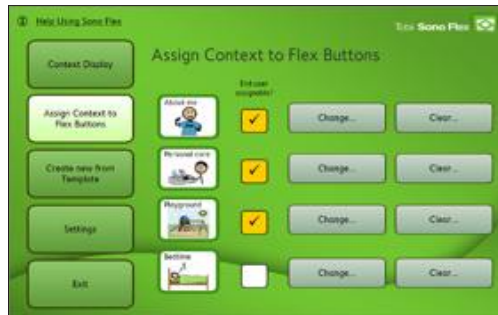 Help Using Sono Flex
Tobii Sono Flex
Context Display
Assign Context to Flex Buttons
End user
assignable?
About me
Change...
Clear...
Assign Context to
Flex Buttons
Personal care
Change...
Clear...
Create new from
Template
Playground
Change...
Clear...
Settings
Bedtime
Change...
Clear...
Exit